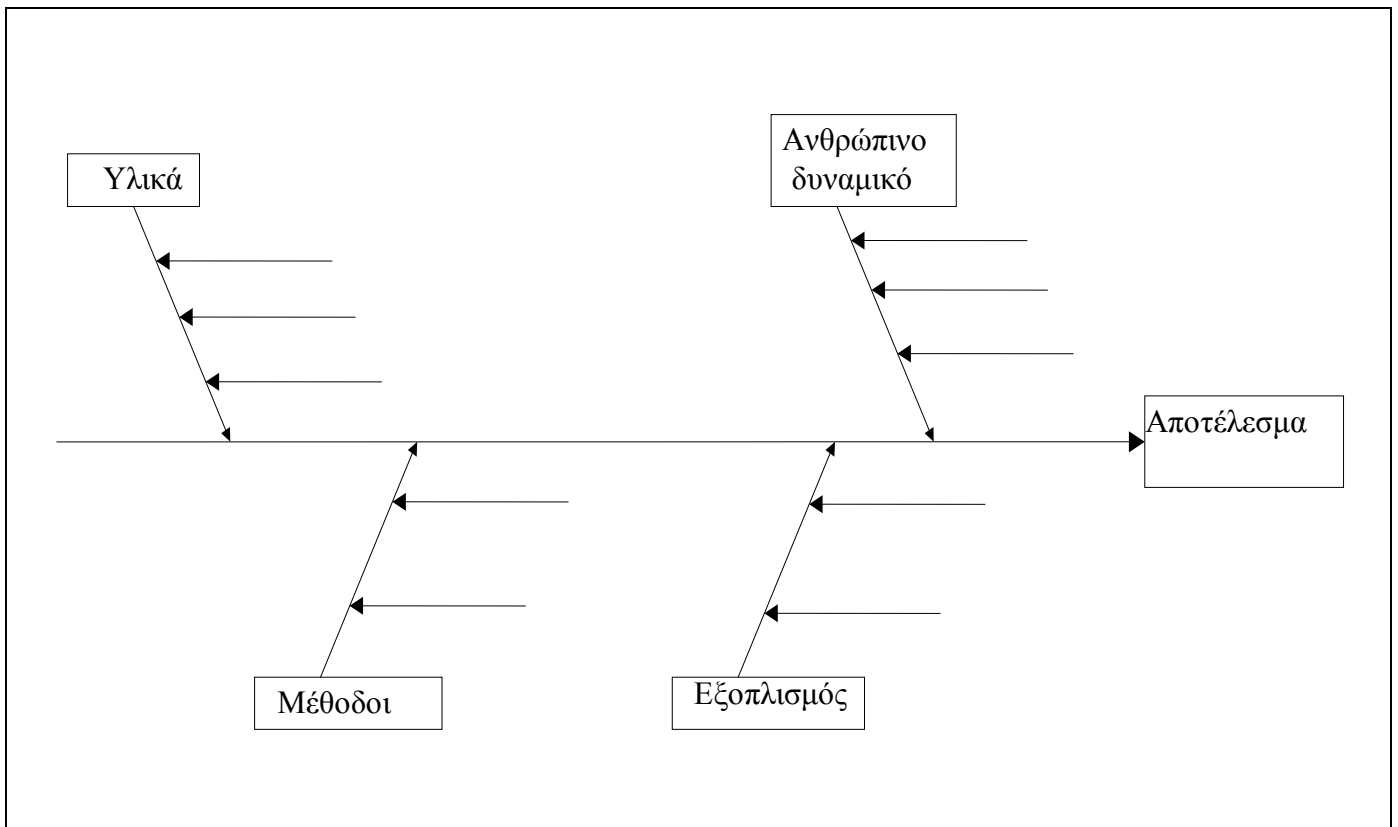 Υλικά
Ανθρώπινο
δυναμικό
Αποτέλεσμα
Μέθοδοι
Εξοπλισμός